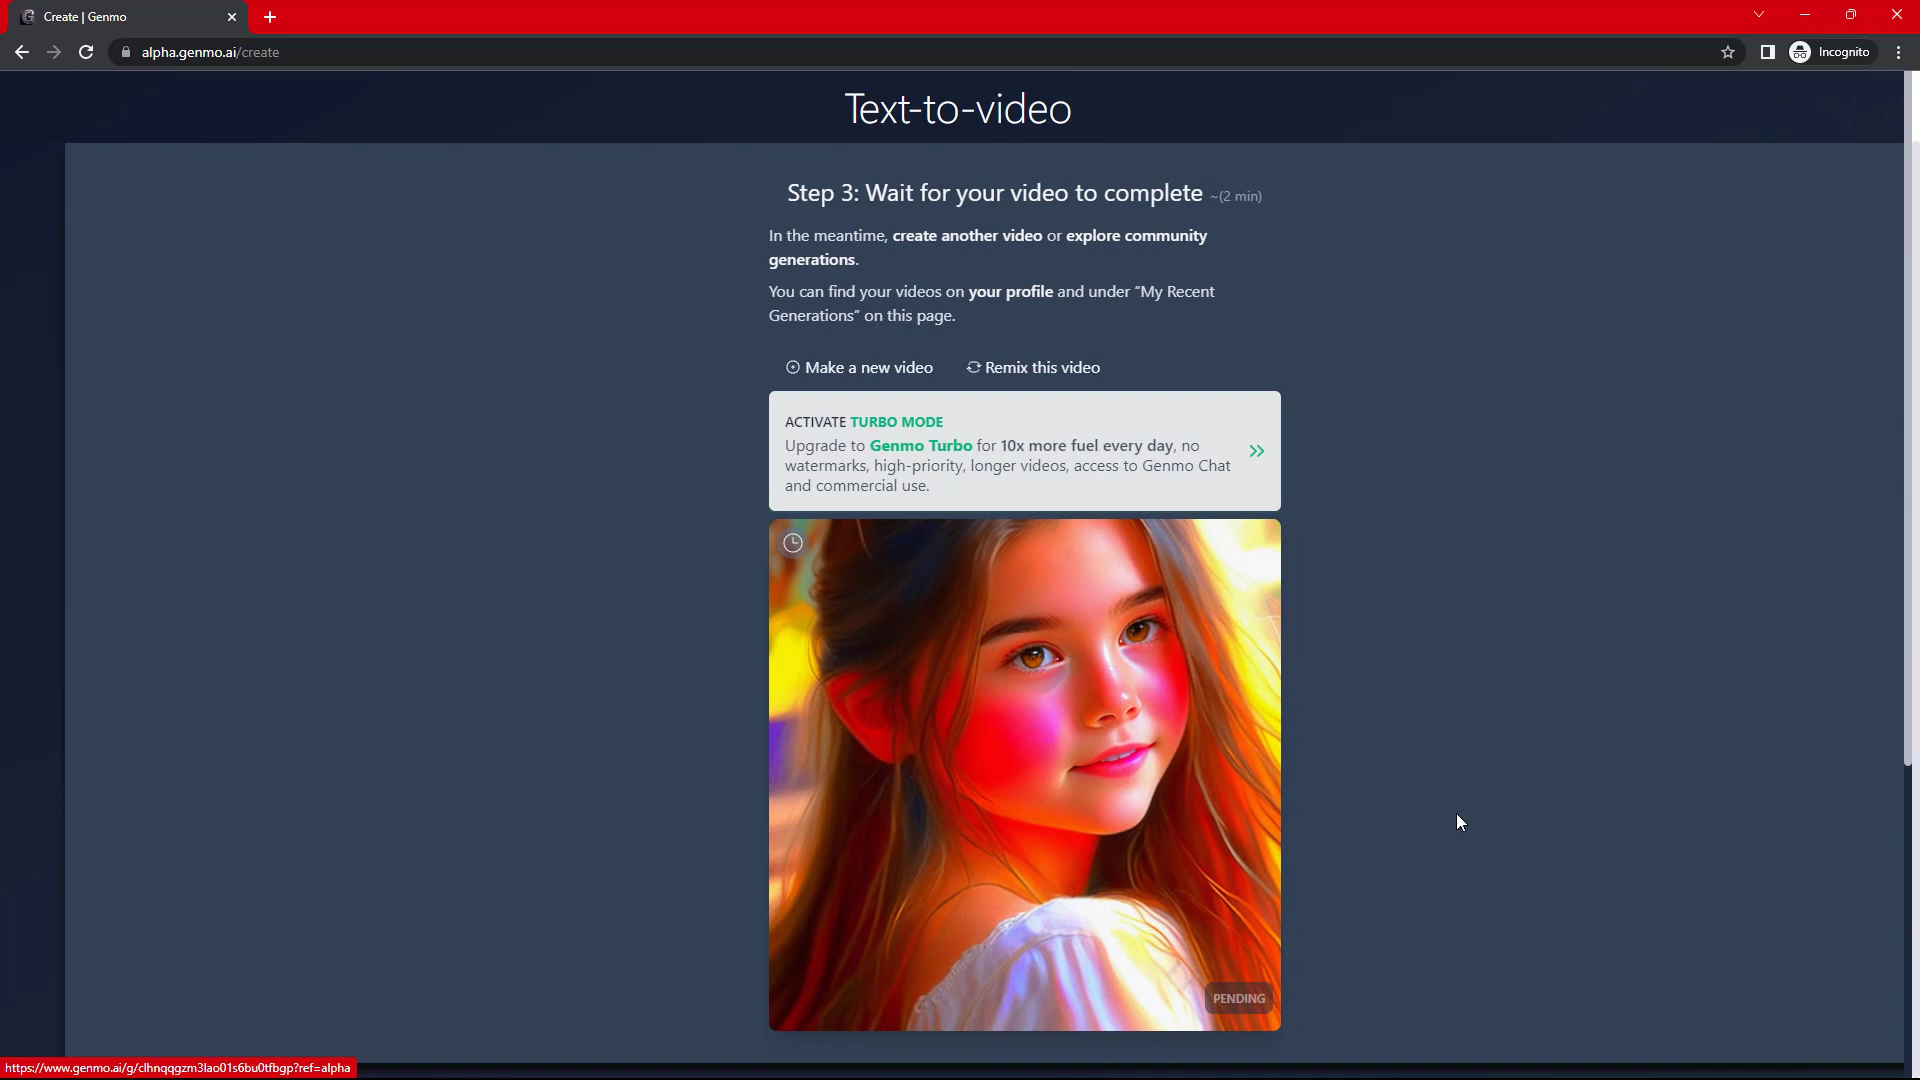 Create | Genmo
alpha.genmo.ai/create
Incognito
Text-to-video
Step 3: Wait for your video to complete ~(2 min)
In the meantime, create another video or explore community
generations.
You can find your videos on your profile and under "My Recent
Generations" on this page.
Make a new video Remix this video
ACTIVATE TURBO MODE
Upgrade to Genmo Turbo for 10x more fuel every day, no
watermarks, high-priority, longer videos, access to Genmo Chat
and commercial use.
PENDING
https://www.genmo.ai/g/clhnqqgzm3lao01s6bu0tfbgp?ref=alpha